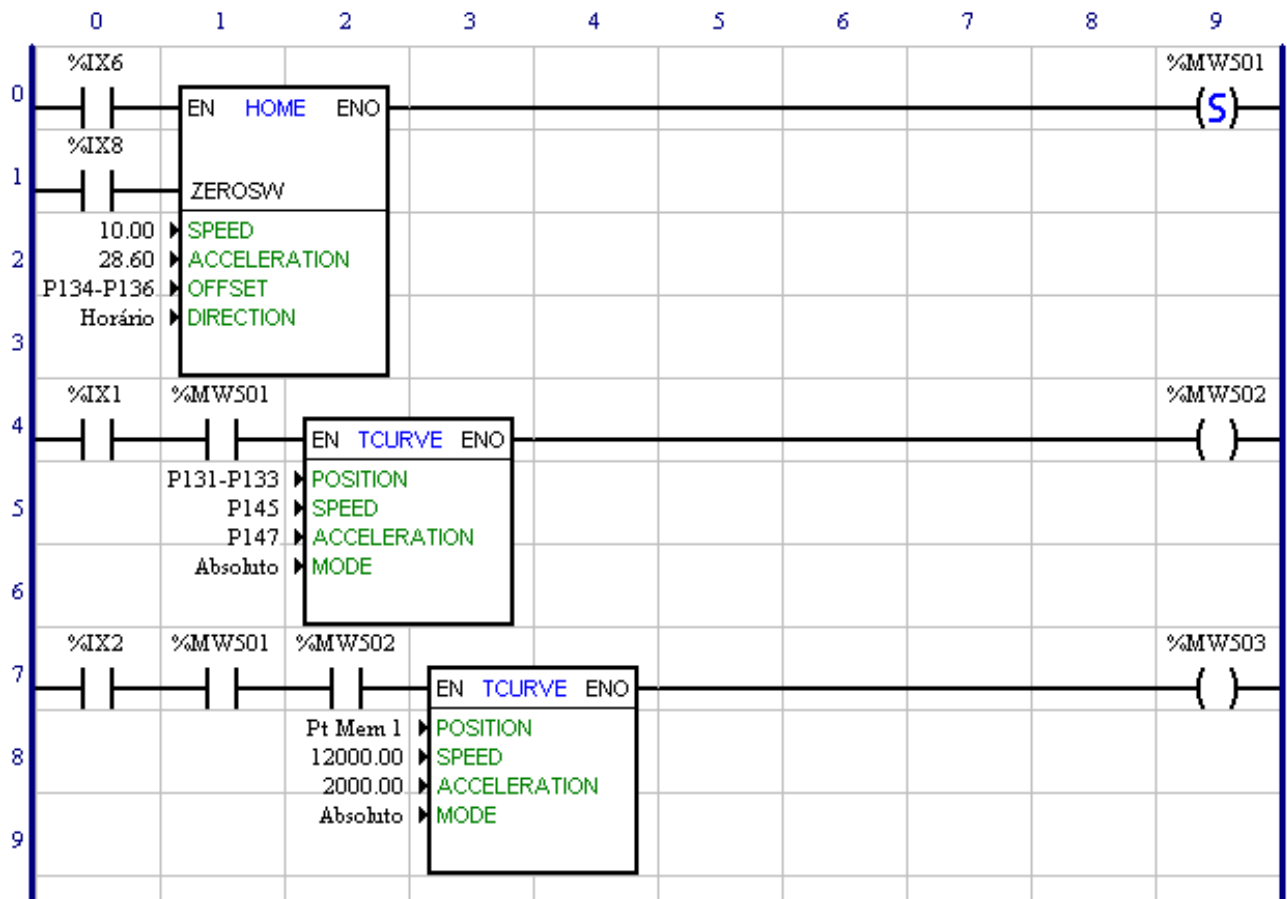 0 1 2 3 4 5 6 7 8 9
%IX6 %MW501
0 EN HOME ENO (S)
%IX8
1 ZEROSW
10.00 SPEED
2 28.60 ACCELERATION
P134-P136 OFFSET
Horário DIRECTION
3
%IX1 %MW501 %MW502
4 EN TCURVE ENO ( )
P131-P133 POSITION
5 P145 SPEED
P147 ACCELERATION
Absoluto MODE
6
%IX2 %MW501 %MW502 %MW503
7 EN TCURVE ENO ( )
Pt Mem 1 POSITION
8 12000.00 SPEED
2000.00 ACCELERATION
Absoluto MODE
9